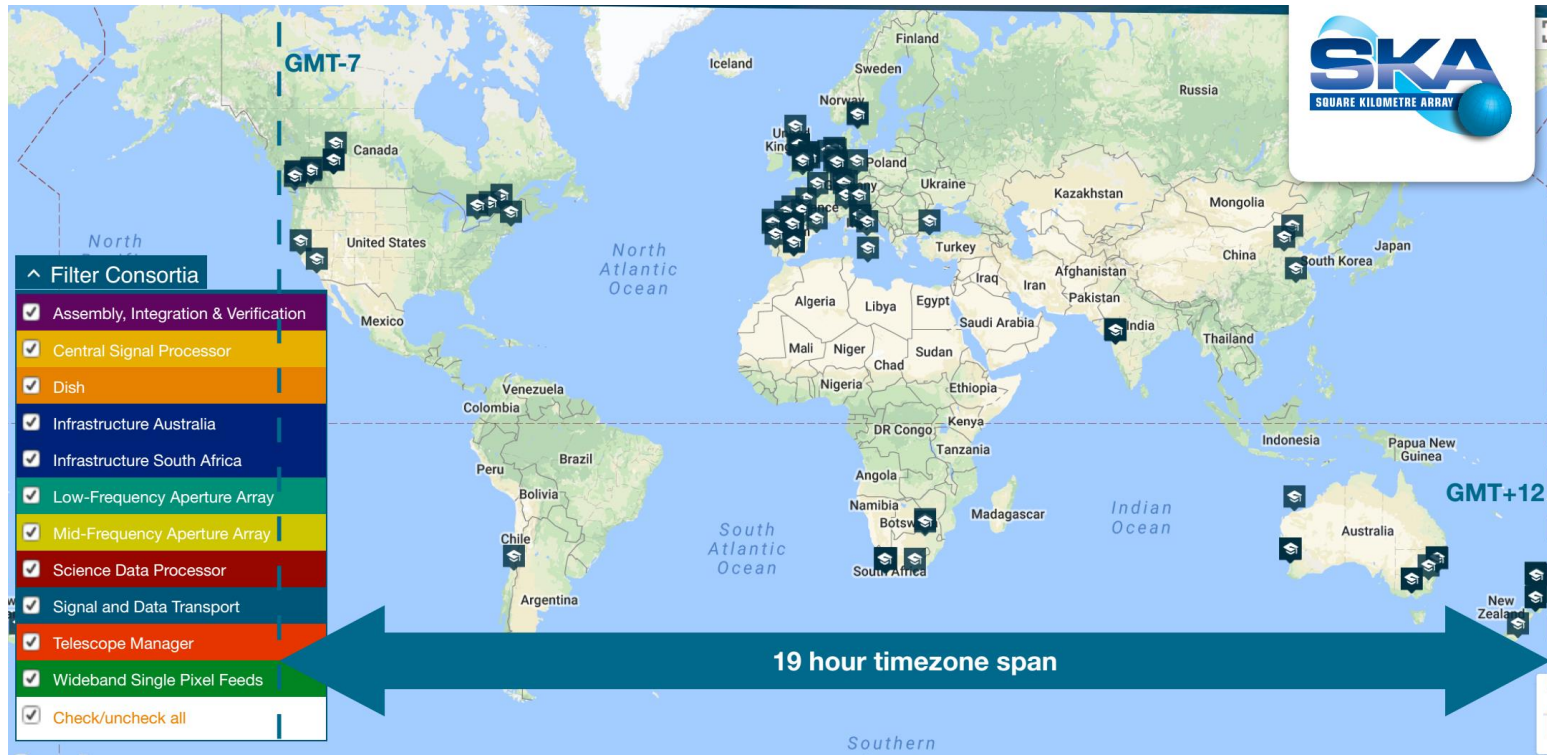 GMT-7
Iceland
Finland
Sweden
Norway
Russia
SKA
SQUARE KILOMETRE ARRAY
Canada
Poland
Ukraine
Kazakhstan
Mongolia
North
United States
North
Atlantic
Ocean
Turkey
China
South Korea
Japan
Filter Consortia
Iraq
Iran
Afghanistan
Pakistan
Algeria
Libya
Egypt
Saudi Arabia
India
Thailand
Mexico
Mali
Niger
Chad
Sudan
Nigeria
Ethiopia
Venezuela
Colombia
DR Congo
Kenya
Tanzania
Indonesia
Papua New
Guinea
Peru
Brazil
Bolivia
Angola
Namibia
Botsw
Madagascar
Indian
Ocean
GMT+12
Australia
Chile
South
Atlantic
Ocean
South Africa
Argentina
New
Zealand
Assembly, Integration & Verification
Central Signal Processor
Dish
Infrastructure Australia
Infrastructure South Africa
Low-Frequency Aperture Array
Mid-Frequency Aperture Array
Science Data Processor
Signal and Data Transport
Telescope Manager
Wideband Single Pixel Feeds
Check/uncheck all
19 hour timezone span
Southern